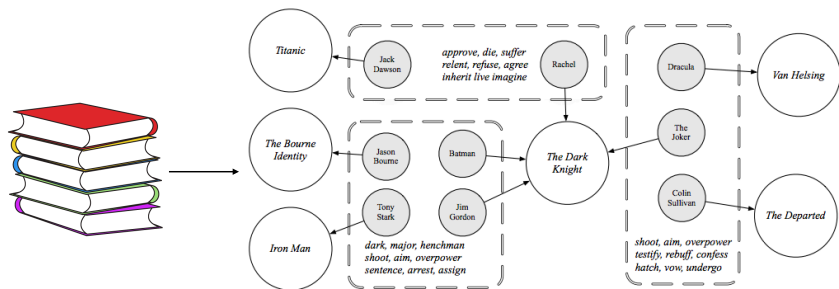 Titanic
Jack
Dawson
approve, die, suffer
relent, refuse, agree
inherit live imagine
Rachel
Dracula
Van Helsing
The Bourne
Identity
Jason
Bourne
Batman
The Dark
Knight
The
Joker
Iron Man
Tony
Stark
Jim
Gordon
dark, major, henchman
shoot, aim, overpower
sentence, arrest, assign
Colin
Sullivan
The Departed
shoot, aim, overpower
testify, rebuff, confess
hatch, vow, undergo